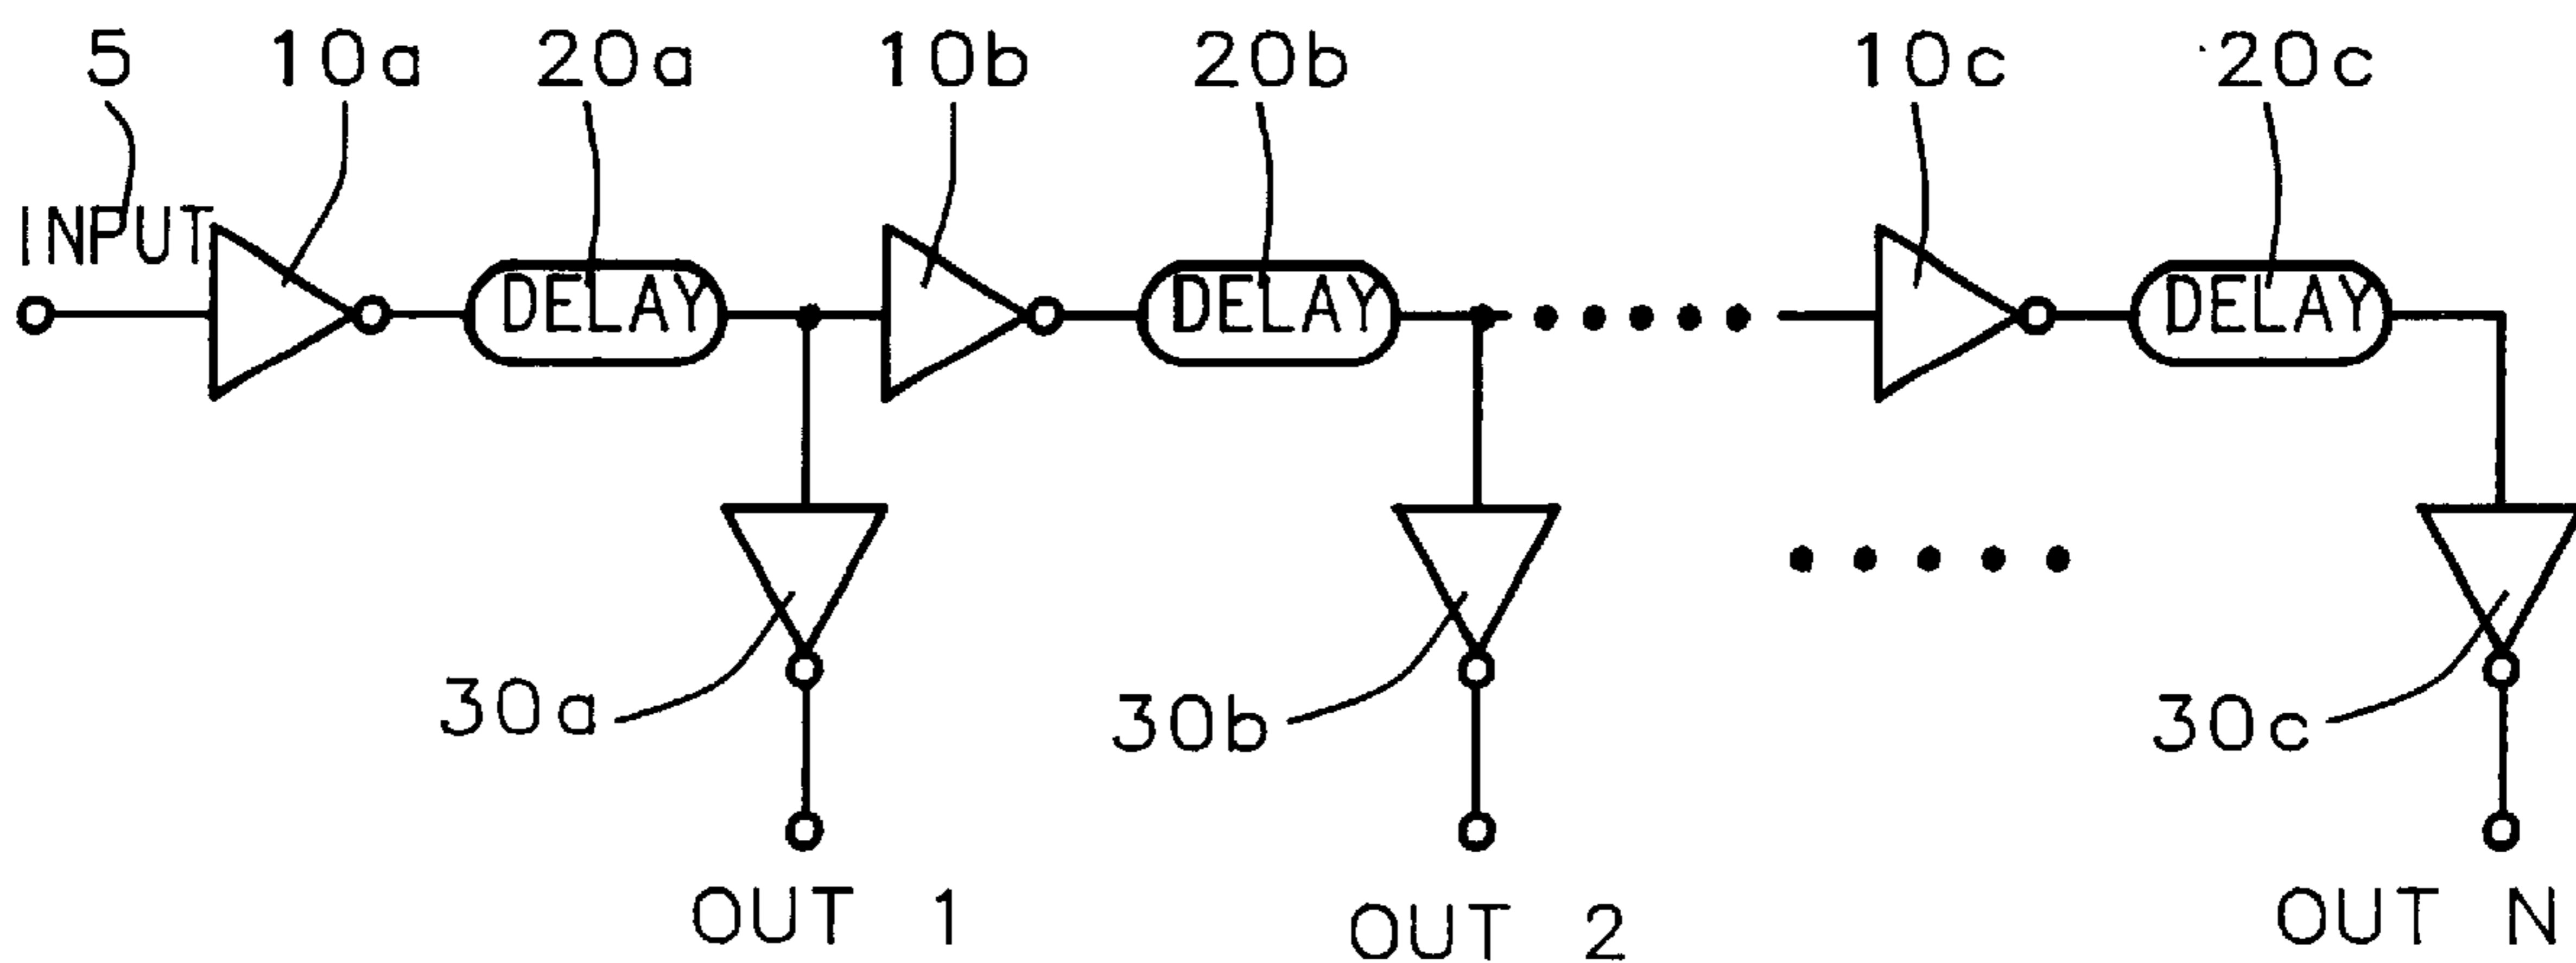 5 10a 20a 10b 20b 10c 20c
INPUT
DELAY DELAY DELAY
30a 30b 30c
OUT 1 OUT 2 OUT N